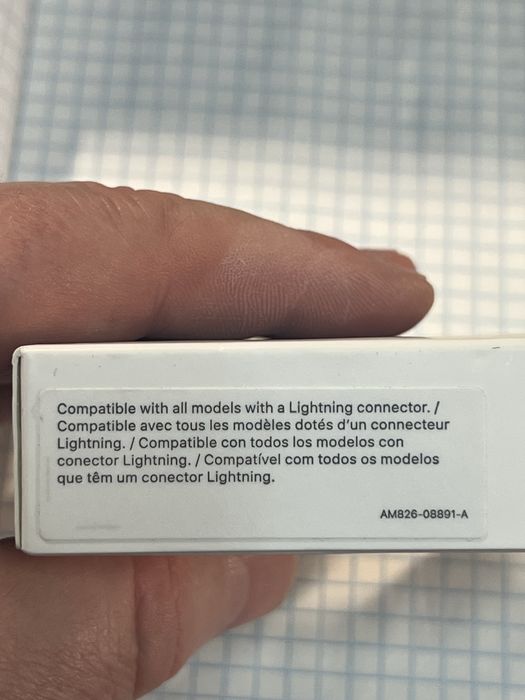 Compatible with all models with a Lightning connector. /
Compatible avec tous les modèles dotés d'un connecteur
Lightning. / Compatible con todos los modelos con
conector Lightning. / Compatível com todos os modelos
que têm um conector Lightning.
AM826-08891-A